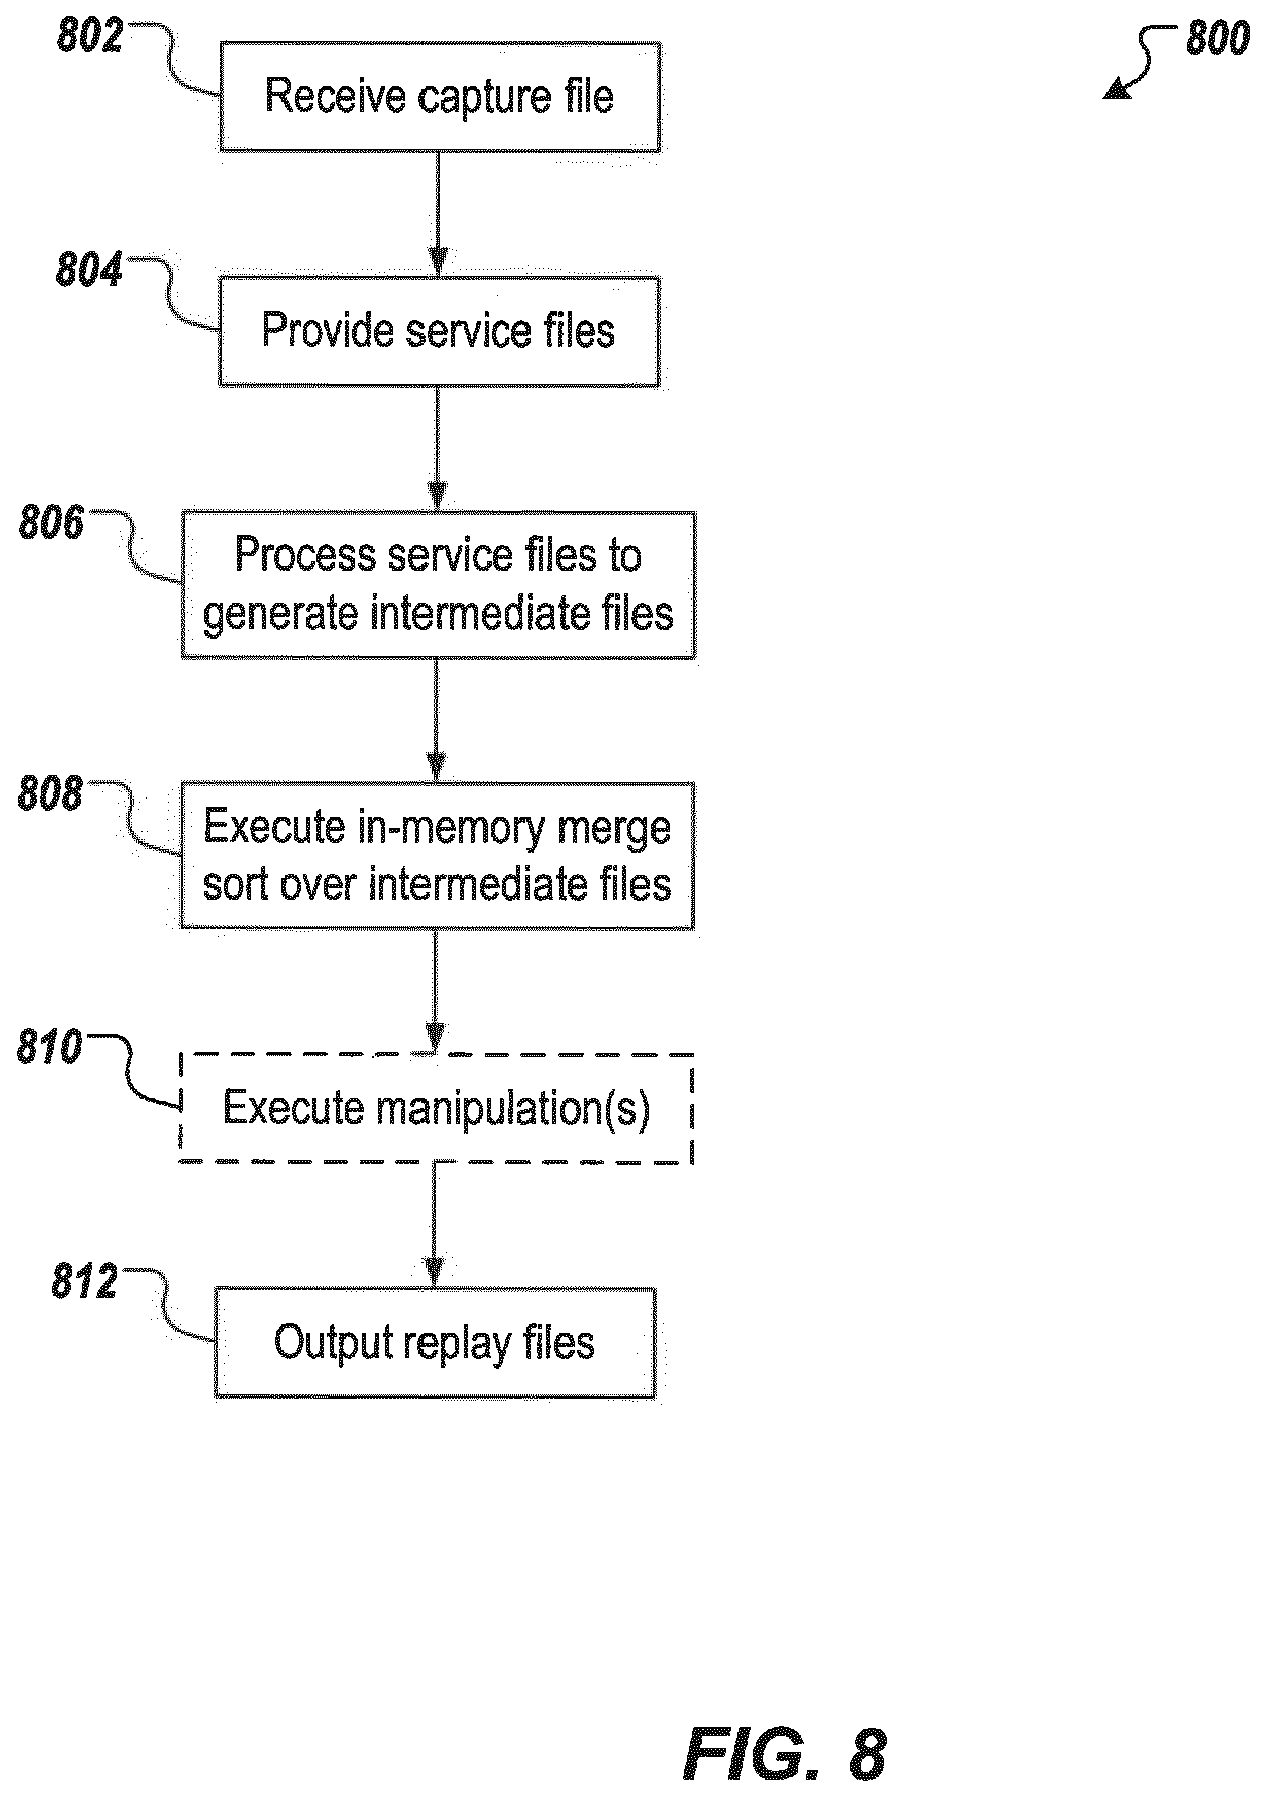 802
800
Receive capture file
804
Provide service files
806
Process service files to
generate intermediate files
808
Execute in-memory merge
sort over intermediate files
810
Execute manipulation(s)
812
Output replay files
FIG. 8